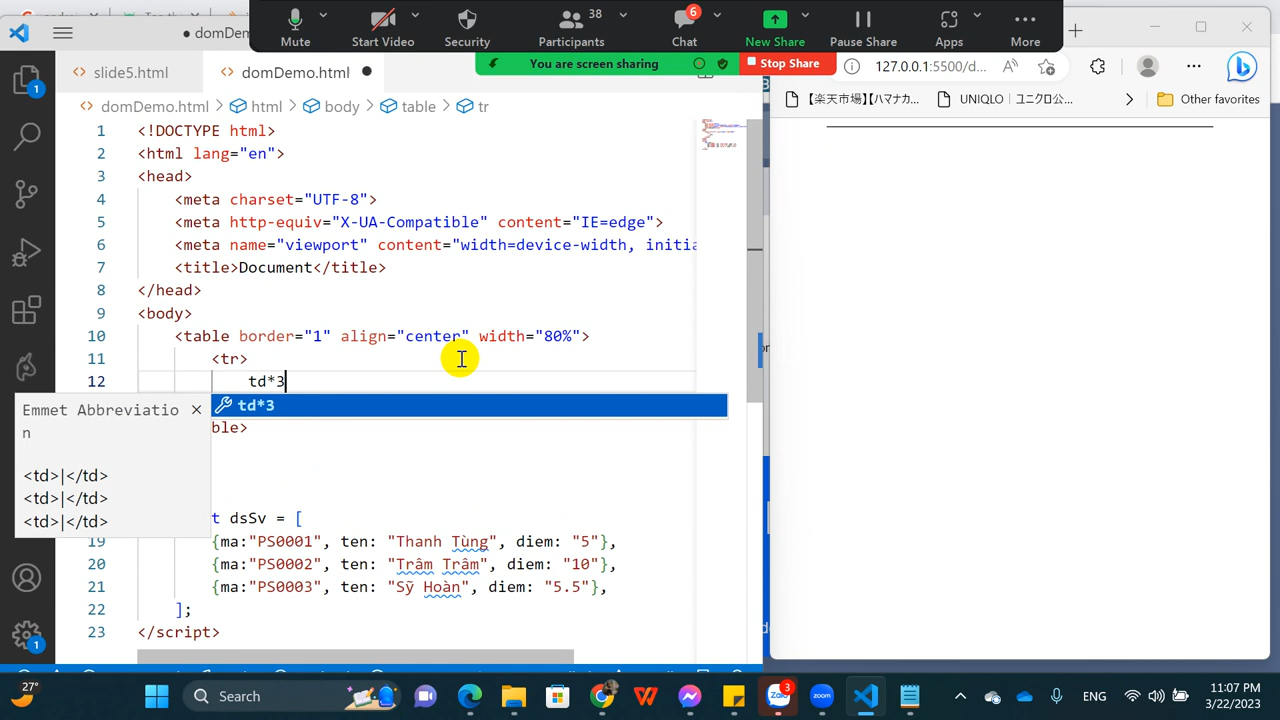 6
38
Mute
Start Video
Security
Participants
Chat
New Share
Pause Share
Apps
More
You are screen sharing
Stop Share
slide5.html
domDemo.html
127.0.0.1:5500/d...
domDemo.html > html > body > table > tr
【楽天市場】【ハマナカ...
UNIQLO｜ユニクロ公...
Other favorites
1 <!DOCTYPE html>
2 <html lang="en">
3 <head>
4 <meta charset="UTF-8">
5 <meta http-equiv="X-UA-Compatible" content="IE=edge">
6 <meta name="viewport" content="width=device-width, initia
7 <title>Document</title>
8 </head>
9 <body>
10 <table border="1" align="center" width="80%">
11 <tr>
12 td*3
td*3
Emmet Abbreviatio
n
<td>|</td>
<td>|</td>
<td>|</td>
ble>
t dsSv = [
19 {ma:"PS0001", ten: "Thanh Tùng", diem: "5"},
20 {ma:"PS0002", ten: "Trâm Trâm", diem: "10"},
21 {ma:"PS0003", ten: "Sỹ Hoàn", diem: "5.5"},
22 ];
23 </script>
1
1
27°
Search
3
zoom
ENG
11:07 PM
3/22/2023